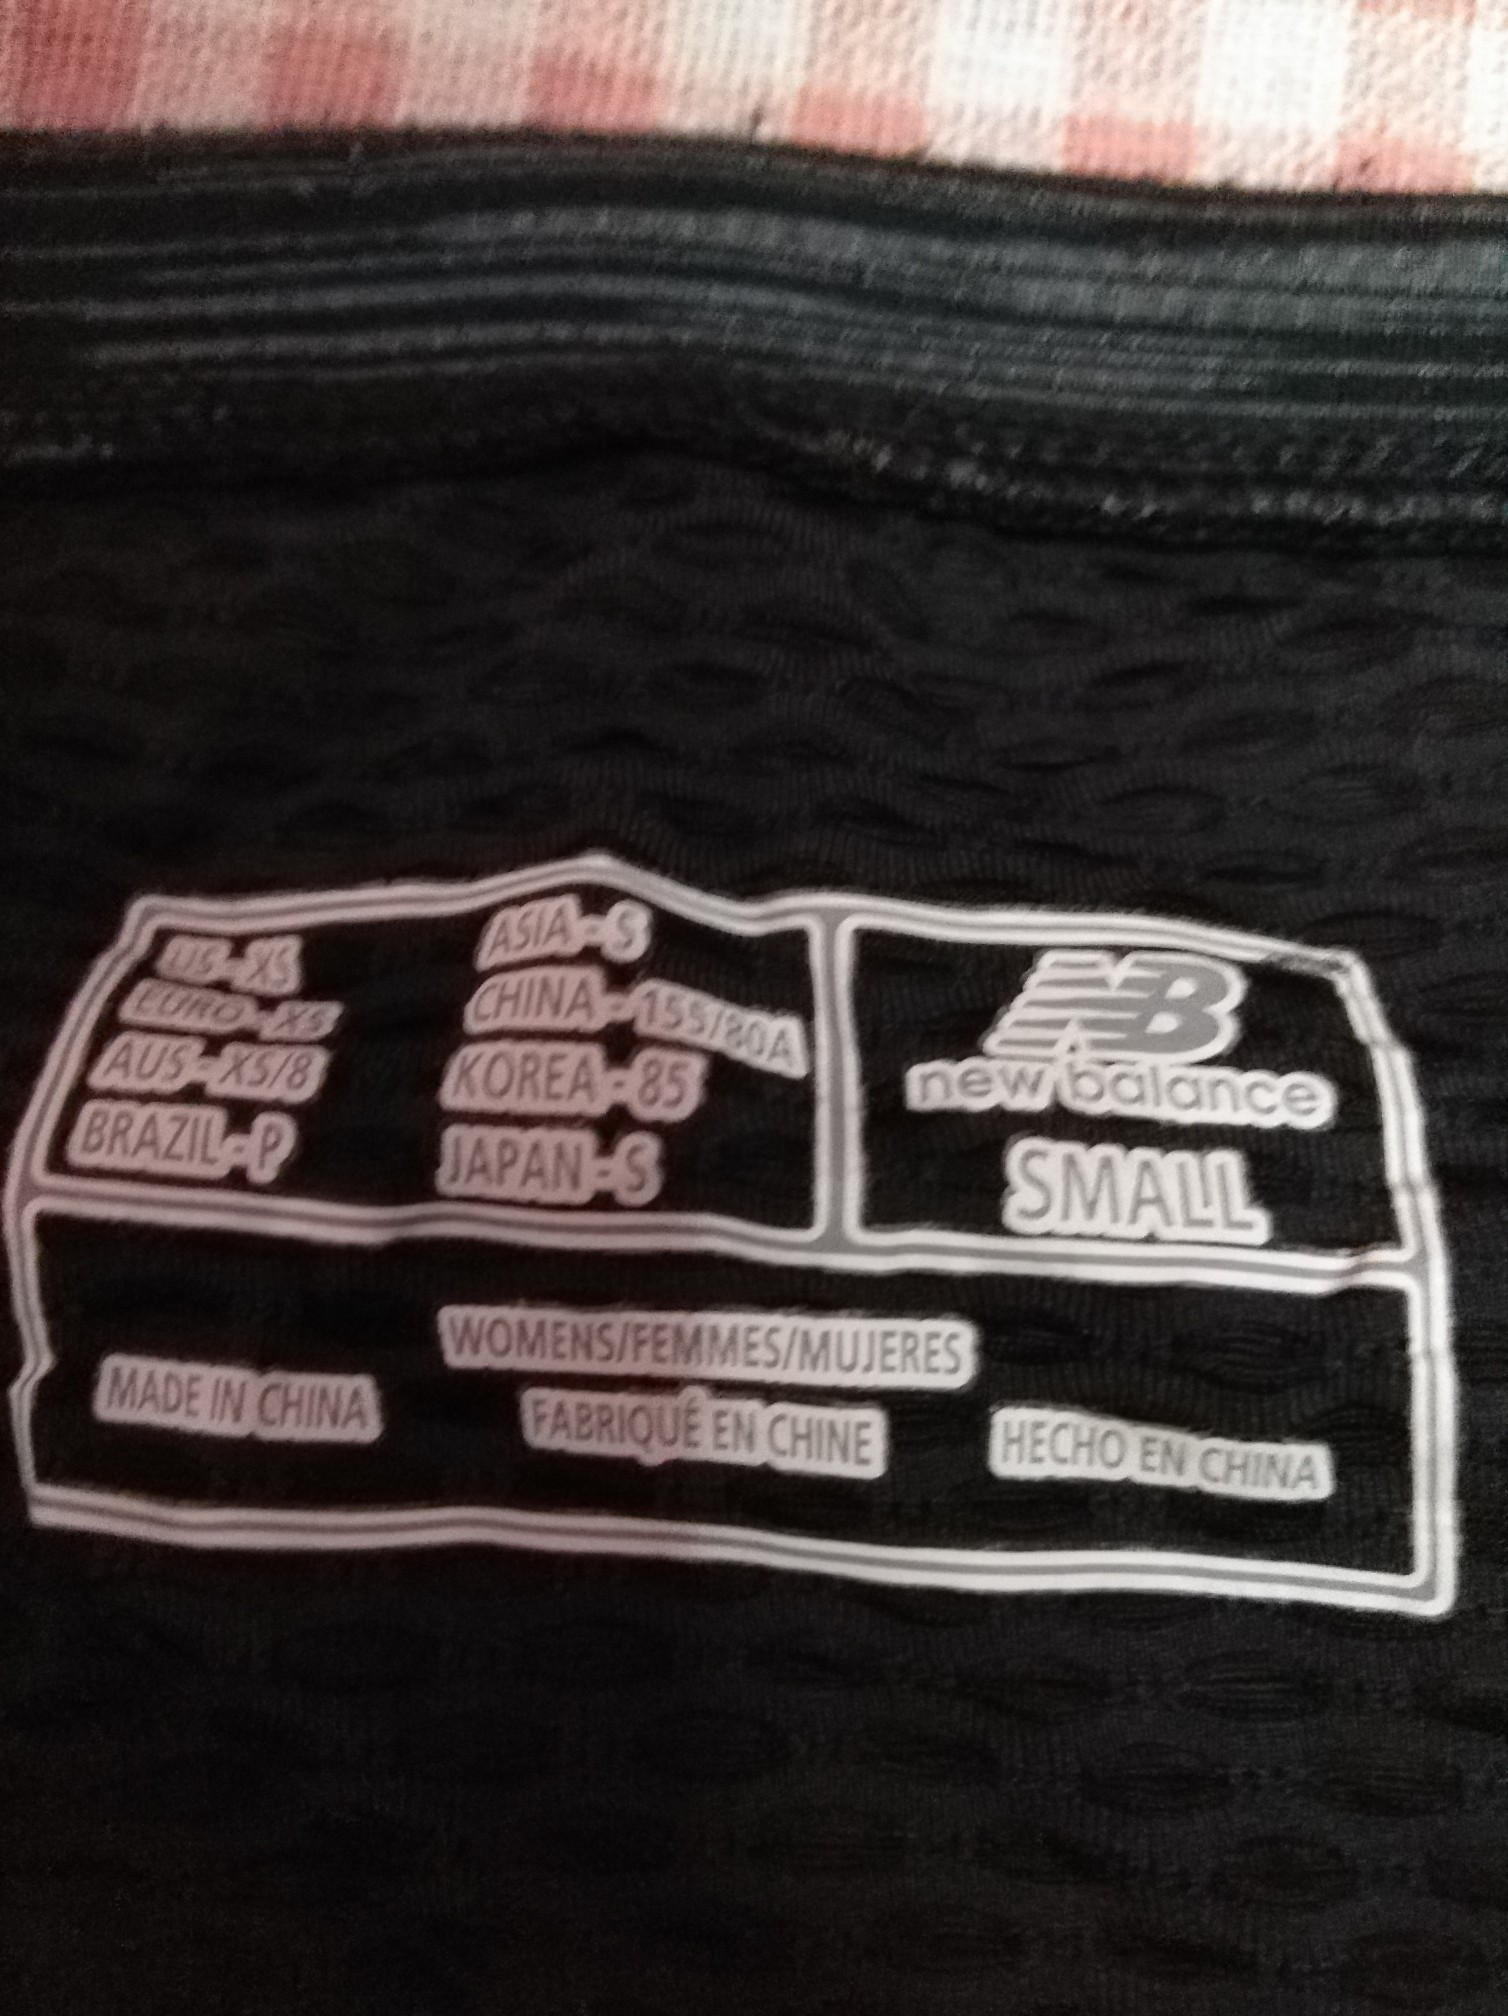 US - XS
EURO - XS
AUS - XS/8
BRAZIL - P
ASIA - S
CHINA - 155/80A
KOREA - 85
JAPAN - S
NB
new balance
SMALL
WOMENS/FEMMES/MUJERES
MADE IN CHINA
FABRIQUÉ EN CHINE
HECHO EN CHINA